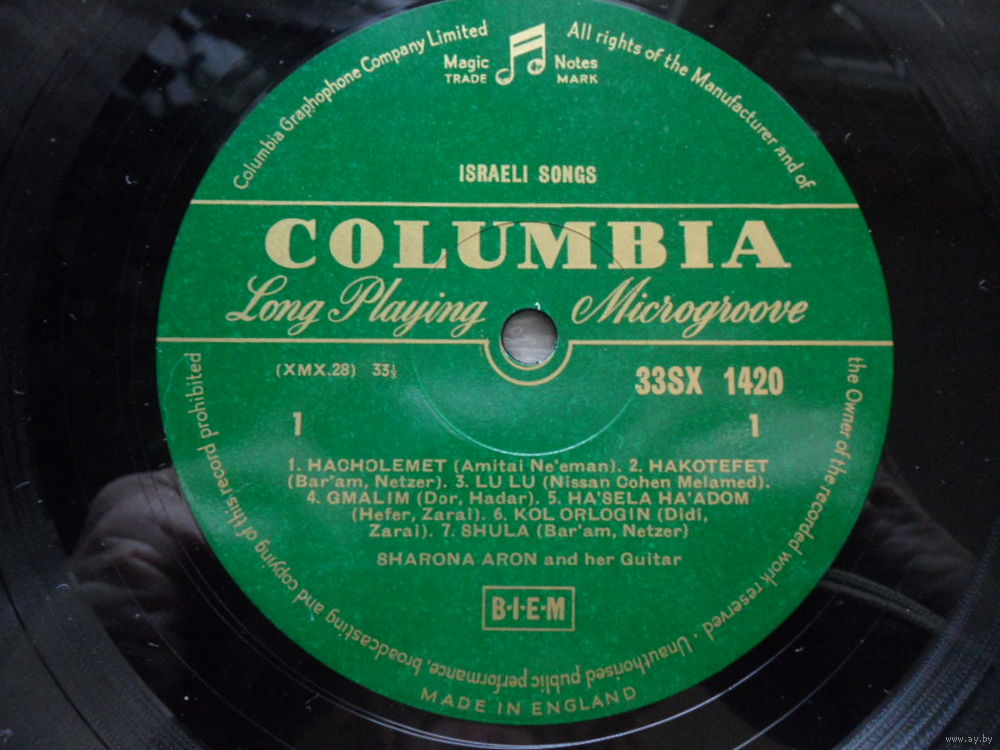 Columbia Graphophone Company Limited
All rights of the Manufacturer and of
the Owner of the recorded work reserved · Unauthorised public performance, broadcasting and copying of this record prohibited
Magic Notes
TRADE MARK
ISRAELI SONGS
COLUMBIA
Long Playing Microgroove
(XMX.28) 33⅓
33SX 1420
1 1
1. HACHOLEMET (Amitai Ne'eman). 2. HAKOTEFET
(Bar'am, Netzer). 3. LU LU (Nissan Cohen Melamed).
4. GMALIM (Dor, Hadar). 5. HA'SELA HA'ADOM
(Hefer, Zarai). 6. KOL ORLOGIN (Didi,
Zarai). 7. SHULA (Bar'am, Netzer)
SHARONA ARON and her Guitar
B·I·E·M
MADE IN ENGLAND
www.ay.by